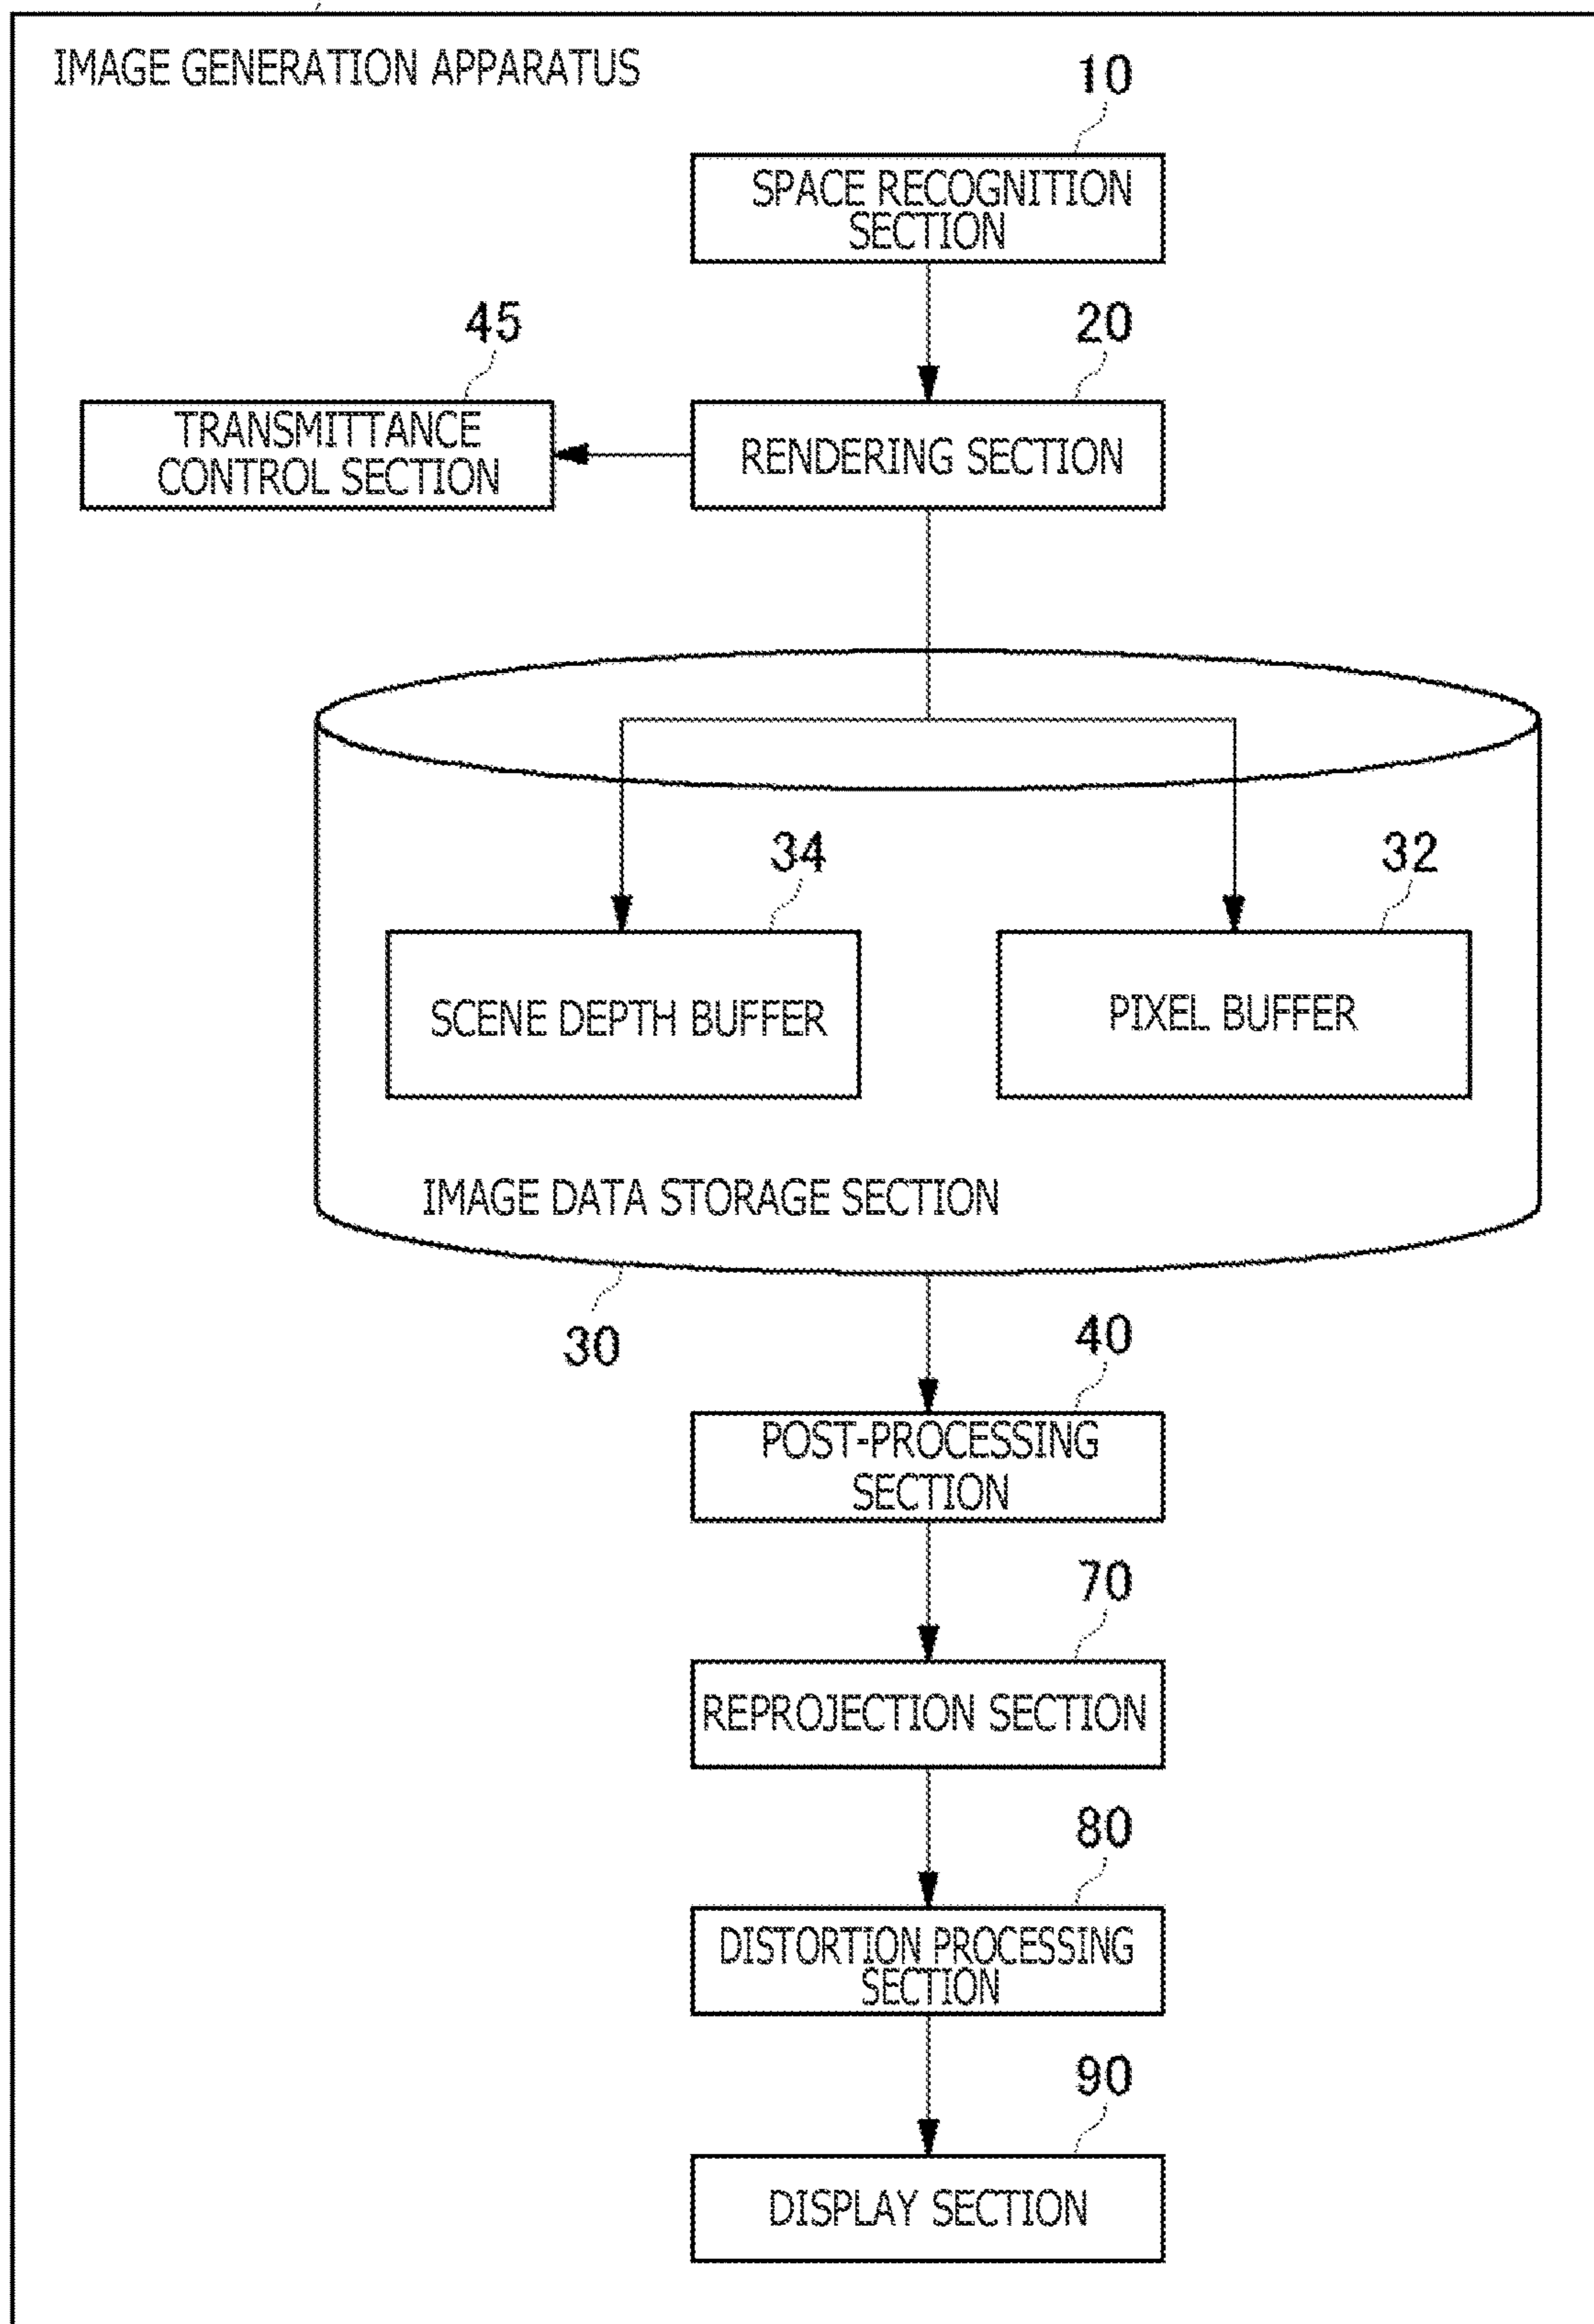 IMAGE GENERATION APPARATUS
10
SPACE RECOGNITION
SECTION
45
20
TRANSMITTANCE
CONTROL SECTION
RENDERING SECTION
34
32
SCENE DEPTH BUFFER
PIXEL BUFFER
IMAGE DATA STORAGE SECTION
30
40
POST-PROCESSING
SECTION
70
REPROJECTION SECTION
80
DISTORTION PROCESSING
SECTION
90
DISPLAY SECTION